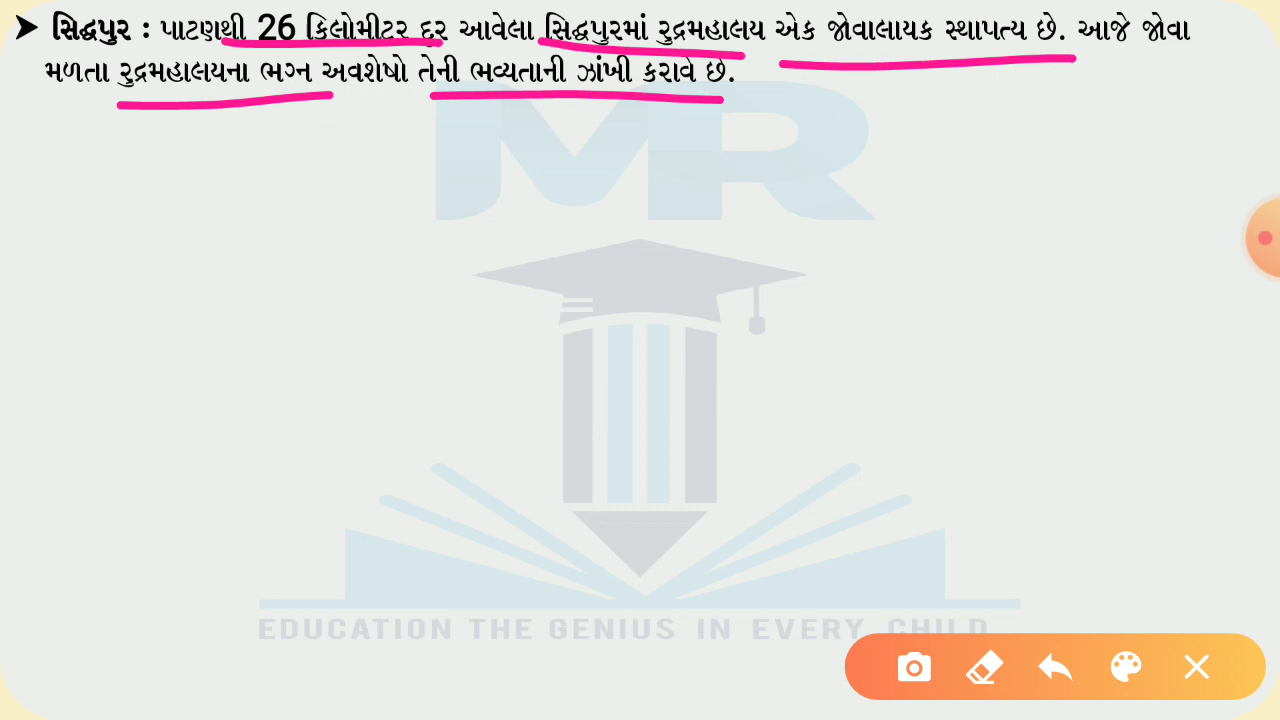 ➤ સિદ્ધપુર : પાટણથી 26 કિલોમીટર દુર આવેલા સિદ્ધપુરમાં રુદ્રમહાલય એક જોવાલાયક સ્થાપત્ય છે. આજે જોવા
મળતા રુદ્રમહાલયના ભગ્ન અવશેષો તેની ભવ્યતાની ઝાંખી કરાવે છે.
MR
EDUCATION THE GENIUS IN EVERY CHILD